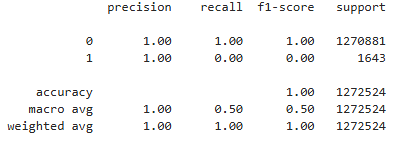 precision recall f1-score support
0 1.00 1.00 1.00 1270881
1 1.00 0.00 0.00 1643
accuracy 1.00 1272524
macro avg 1.00 0.50 0.50 1272524
weighted avg 1.00 1.00 1.00 1272524